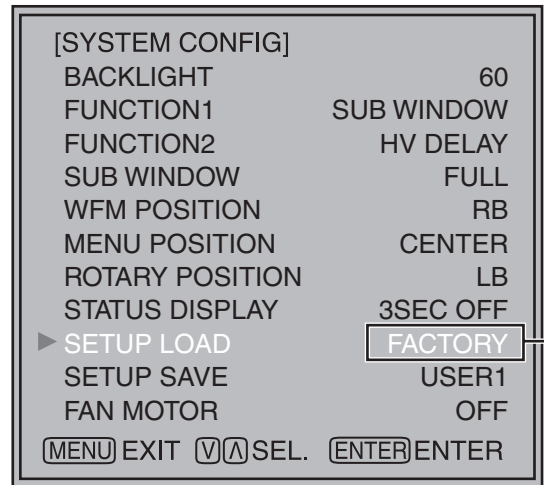 [SYSTEM CONFIG]
BACKLIGHT 60
FUNCTION1 SUB WINDOW
FUNCTION2 HV DELAY
SUB WINDOW FULL
WFM POSITION RB
MENU POSITION CENTER
ROTARY POSITION LB
STATUS DISPLAY 3SEC OFF
SETUP LOAD FACTORY
SETUP SAVE USER1
FAN MOTOR OFF
MENU EXIT V Λ SEL. ENTER ENTER